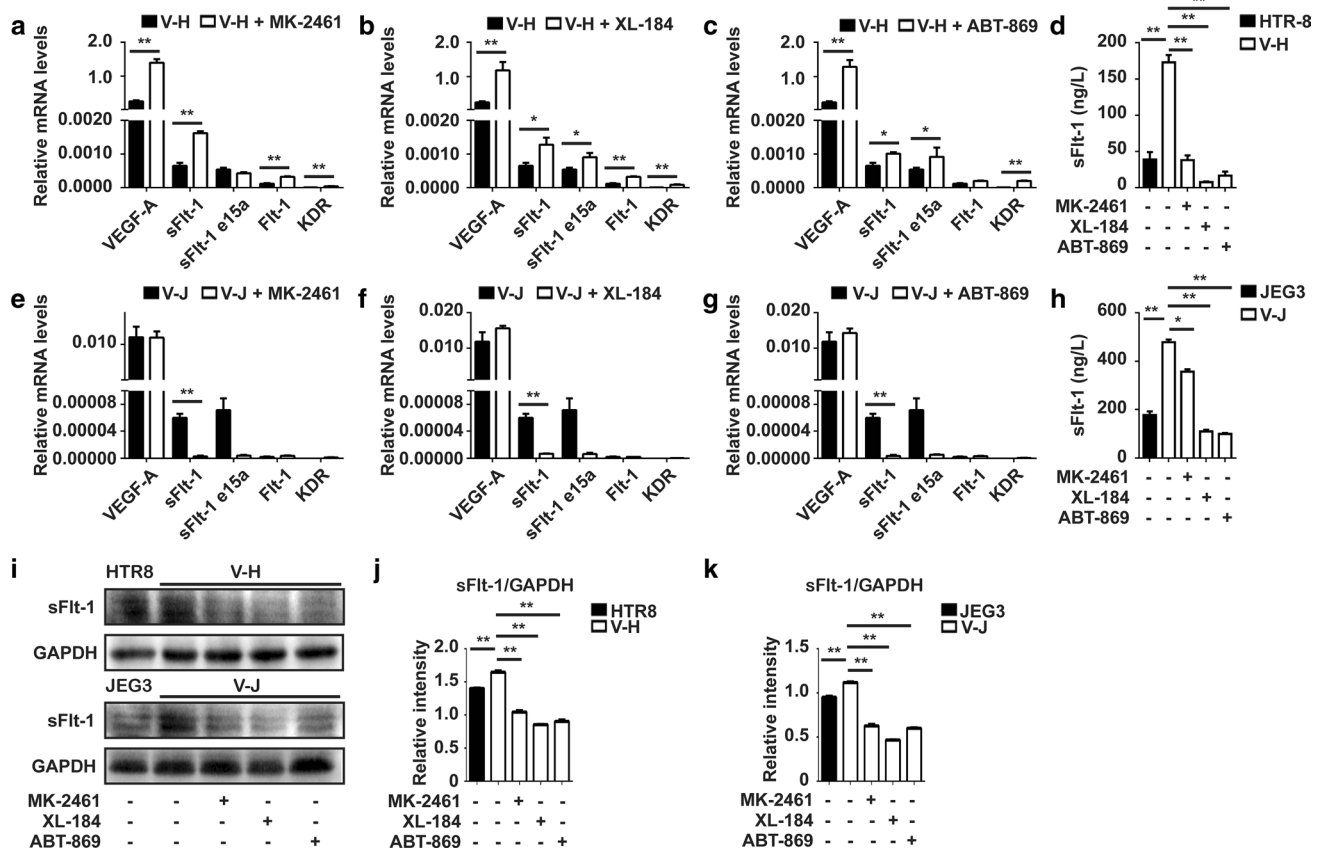 a
V-H V-H + MK-2461
Relative mRNA levels
2.0
1.0
0.0020
0.0010
0.0000
**
**
**
**
VEGF-A
sFlt-1
sFlt-1 e15a
Flt-1
KDR
b
V-H V-H + XL-184
Relative mRNA levels
2.0
1.0
0.0020
0.0010
0.0000
**
*
*
**
**
VEGF-A
sFlt-1
sFlt-1 e15a
Flt-1
KDR
c
V-H V-H + ABT-869
Relative mRNA levels
2.0
1.0
0.0020
0.0010
0.0000
**
*
*
**
VEGF-A
sFlt-1
sFlt-1 e15a
Flt-1
KDR
d
HTR-8
V-H
sFlt-1 (ng/L)
200
150
100
50
0
**
**
**
MK-2461 - - + - -
XL-184 - - - + -
ABT-869 - - - - +
e
V-J V-J + MK-2461
Relative mRNA levels
0.010
0.00008
0.00004
0.00000
**
VEGF-A
sFlt-1
sFlt-1 e15a
Flt-1
KDR
f
V-J V-J + XL-184
Relative mRNA levels
0.020
0.010
0.00008
0.00004
0.00000
**
VEGF-A
sFlt-1
sFlt-1 e15a
Flt-1
KDR
g
V-J V-J + ABT-869
Relative mRNA levels
0.020
0.010
0.00008
0.00004
0.00000
**
VEGF-A
sFlt-1
sFlt-1 e15a
Flt-1
KDR
h
JEG3
V-J
sFlt-1 (ng/L)
600
400
200
0
**
**
**
*
MK-2461 - - + - -
XL-184 - - - + -
ABT-869 - - - - +
i
HTR8 V-H
sFlt-1
GAPDH
JEG3 V-J
sFlt-1
GAPDH
MK-2461 - - + - -
XL-184 - - - + -
ABT-869 - - - - +
j
sFlt-1/GAPDH
HTR8
V-H
Relative intensity
2.0
1.5
1.0
0.5
0
**
**
**
**
MK-2461 - - + - -
XL-184 - - - + -
ABT-869 - - - - +
k
sFlt-1/GAPDH
JEG3
V-J
Relative intensity
1.5
1.0
0.5
0
**
**
**
**
MK-2461 - - + - -
XL-184 - - - + -
ABT-869 - - - - +